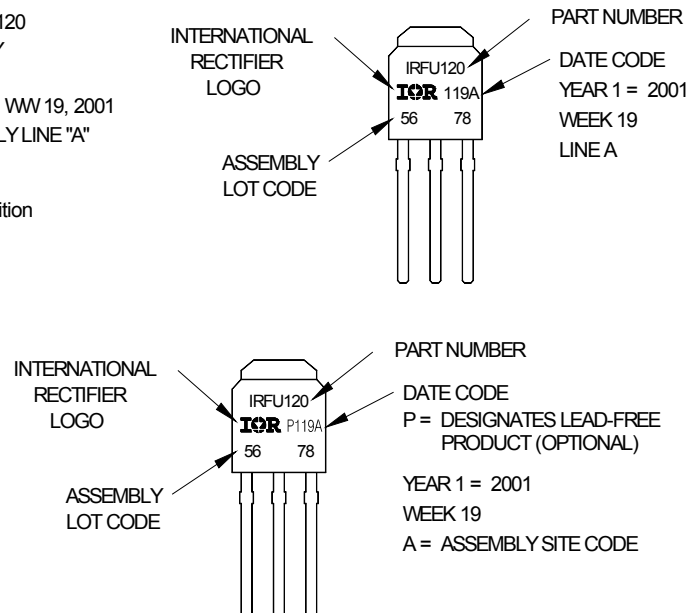 120
WW 19, 2001
LY LINE "A"
ition
INTERNATIONAL
RECTIFIER
LOGO
PART NUMBER
IRFU120
IOR 119A
56 78
DATE CODE
YEAR 1 = 2001
WEEK 19
LINE A
ASSEMBLY
LOT CODE
INTERNATIONAL
RECTIFIER
LOGO
PART NUMBER
IRFU120
IOR P119A
56 78
DATE CODE
P = DESIGNATES LEAD-FREE
PRODUCT (OPTIONAL)
YEAR 1 = 2001
WEEK 19
A = ASSEMBLY SITE CODE
ASSEMBLY
LOT CODE